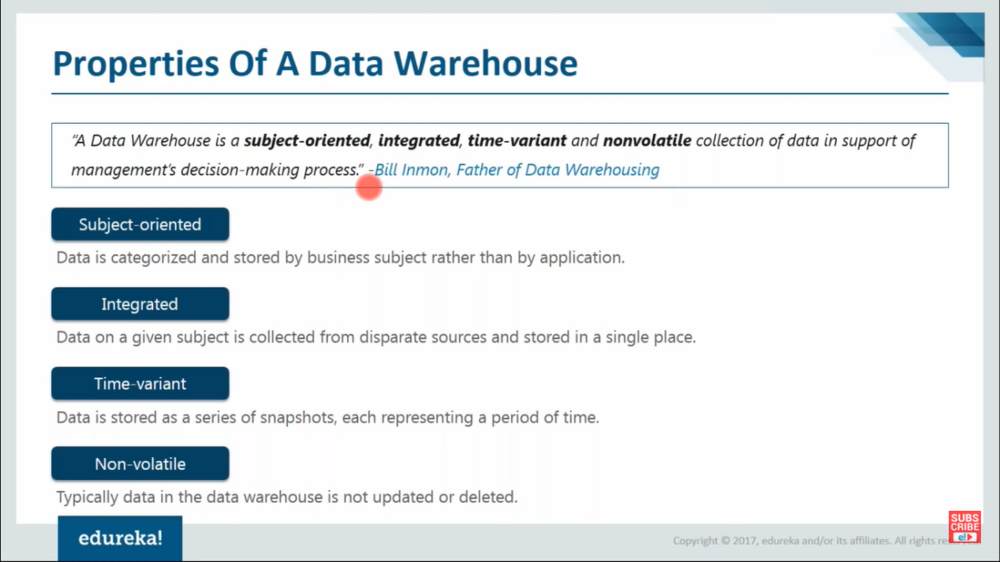 Properties Of A Data Warehouse
“A Data Warehouse is a subject-oriented, integrated, time-variant and nonvolatile collection of data in support of
management’s decision-making process.” -Bill Inmon, Father of Data Warehousing
Subject-oriented
Data is categorized and stored by business subject rather than by application.
Integrated
Data on a given subject is collected from disparate sources and stored in a single place.
Time-variant
Data is stored as a series of snapshots, each representing a period of time.
Non-volatile
Typically data in the data warehouse is not updated or deleted.
edureka!
Copyright © 2017, edureka and/or its affiliates. All rights
SUBS
CRIBE
e!